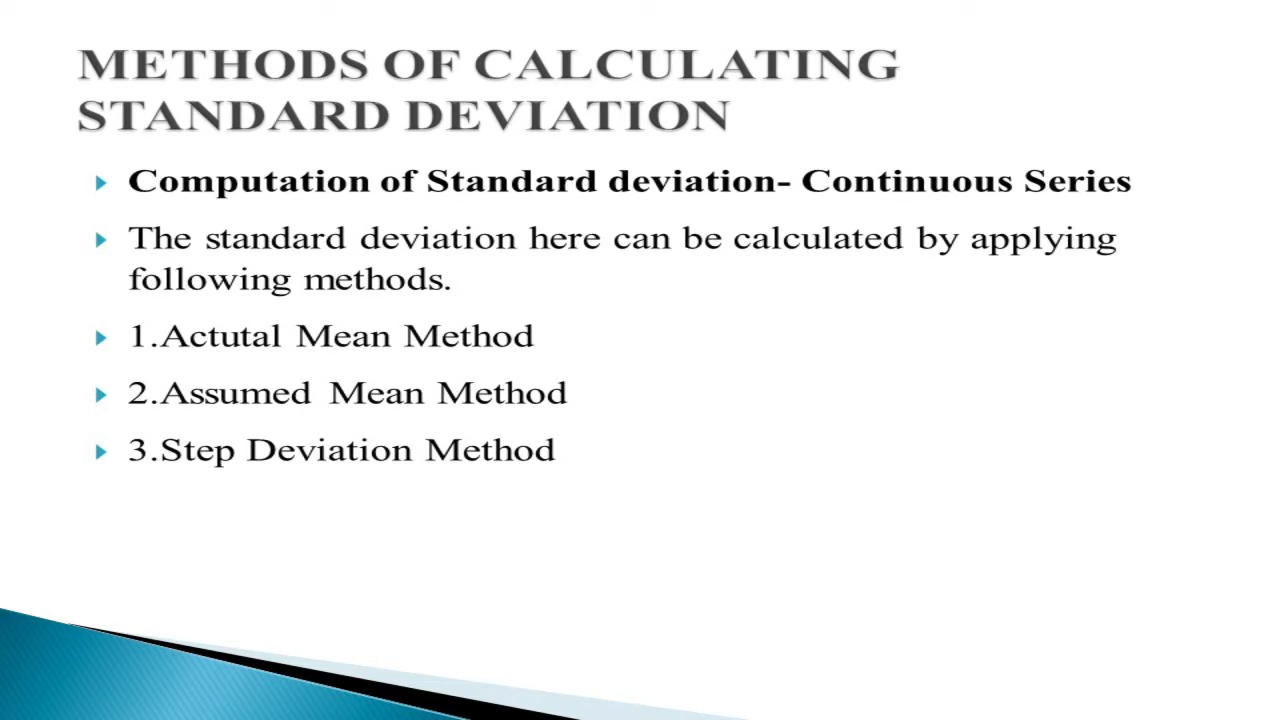 METHODS OF CALCULATING
STANDARD DEVIATION
Computation of Standard deviation- Continuous Series
The standard deviation here can be calculated by applying
following methods.
1.Actutal Mean Method
2.Assumed Mean Method
3.Step Deviation Method